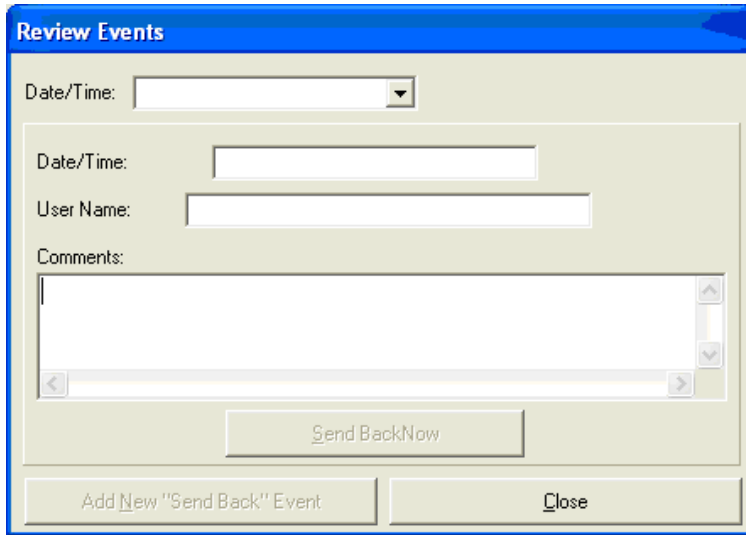 Review Events
Date/Time:
Date/Time:
User Name:
Comments:
Send BackNow
Add New "Send Back" Event
Close